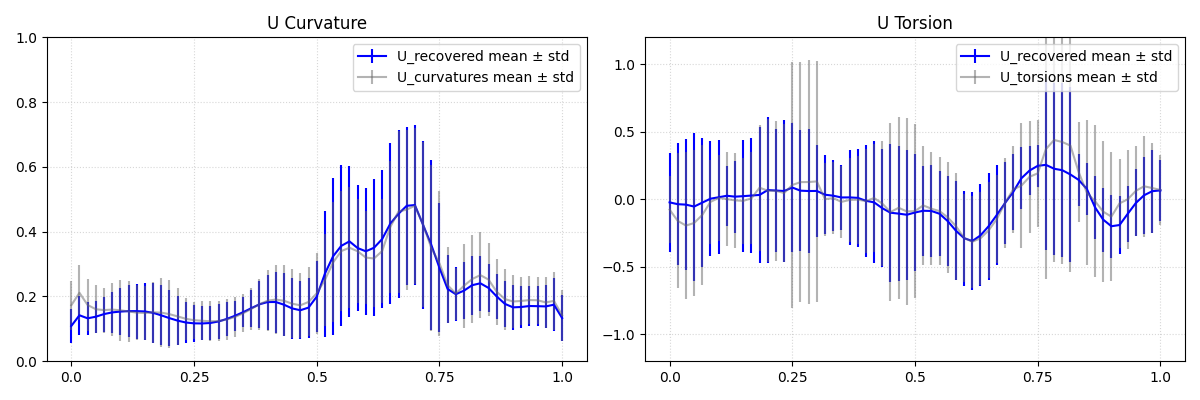 U Curvature
U_recovered mean ± std
U_curvatures mean ± std
1.0
0.8
0.6
0.4
0.2
0.0
0.0 0.25 0.5 0.75 1.0
U Torsion
U_recovered mean ± std
U_torsions mean ± std
1.0
0.5
0.0
−0.5
−1.0
0.0 0.25 0.5 0.75 1.0